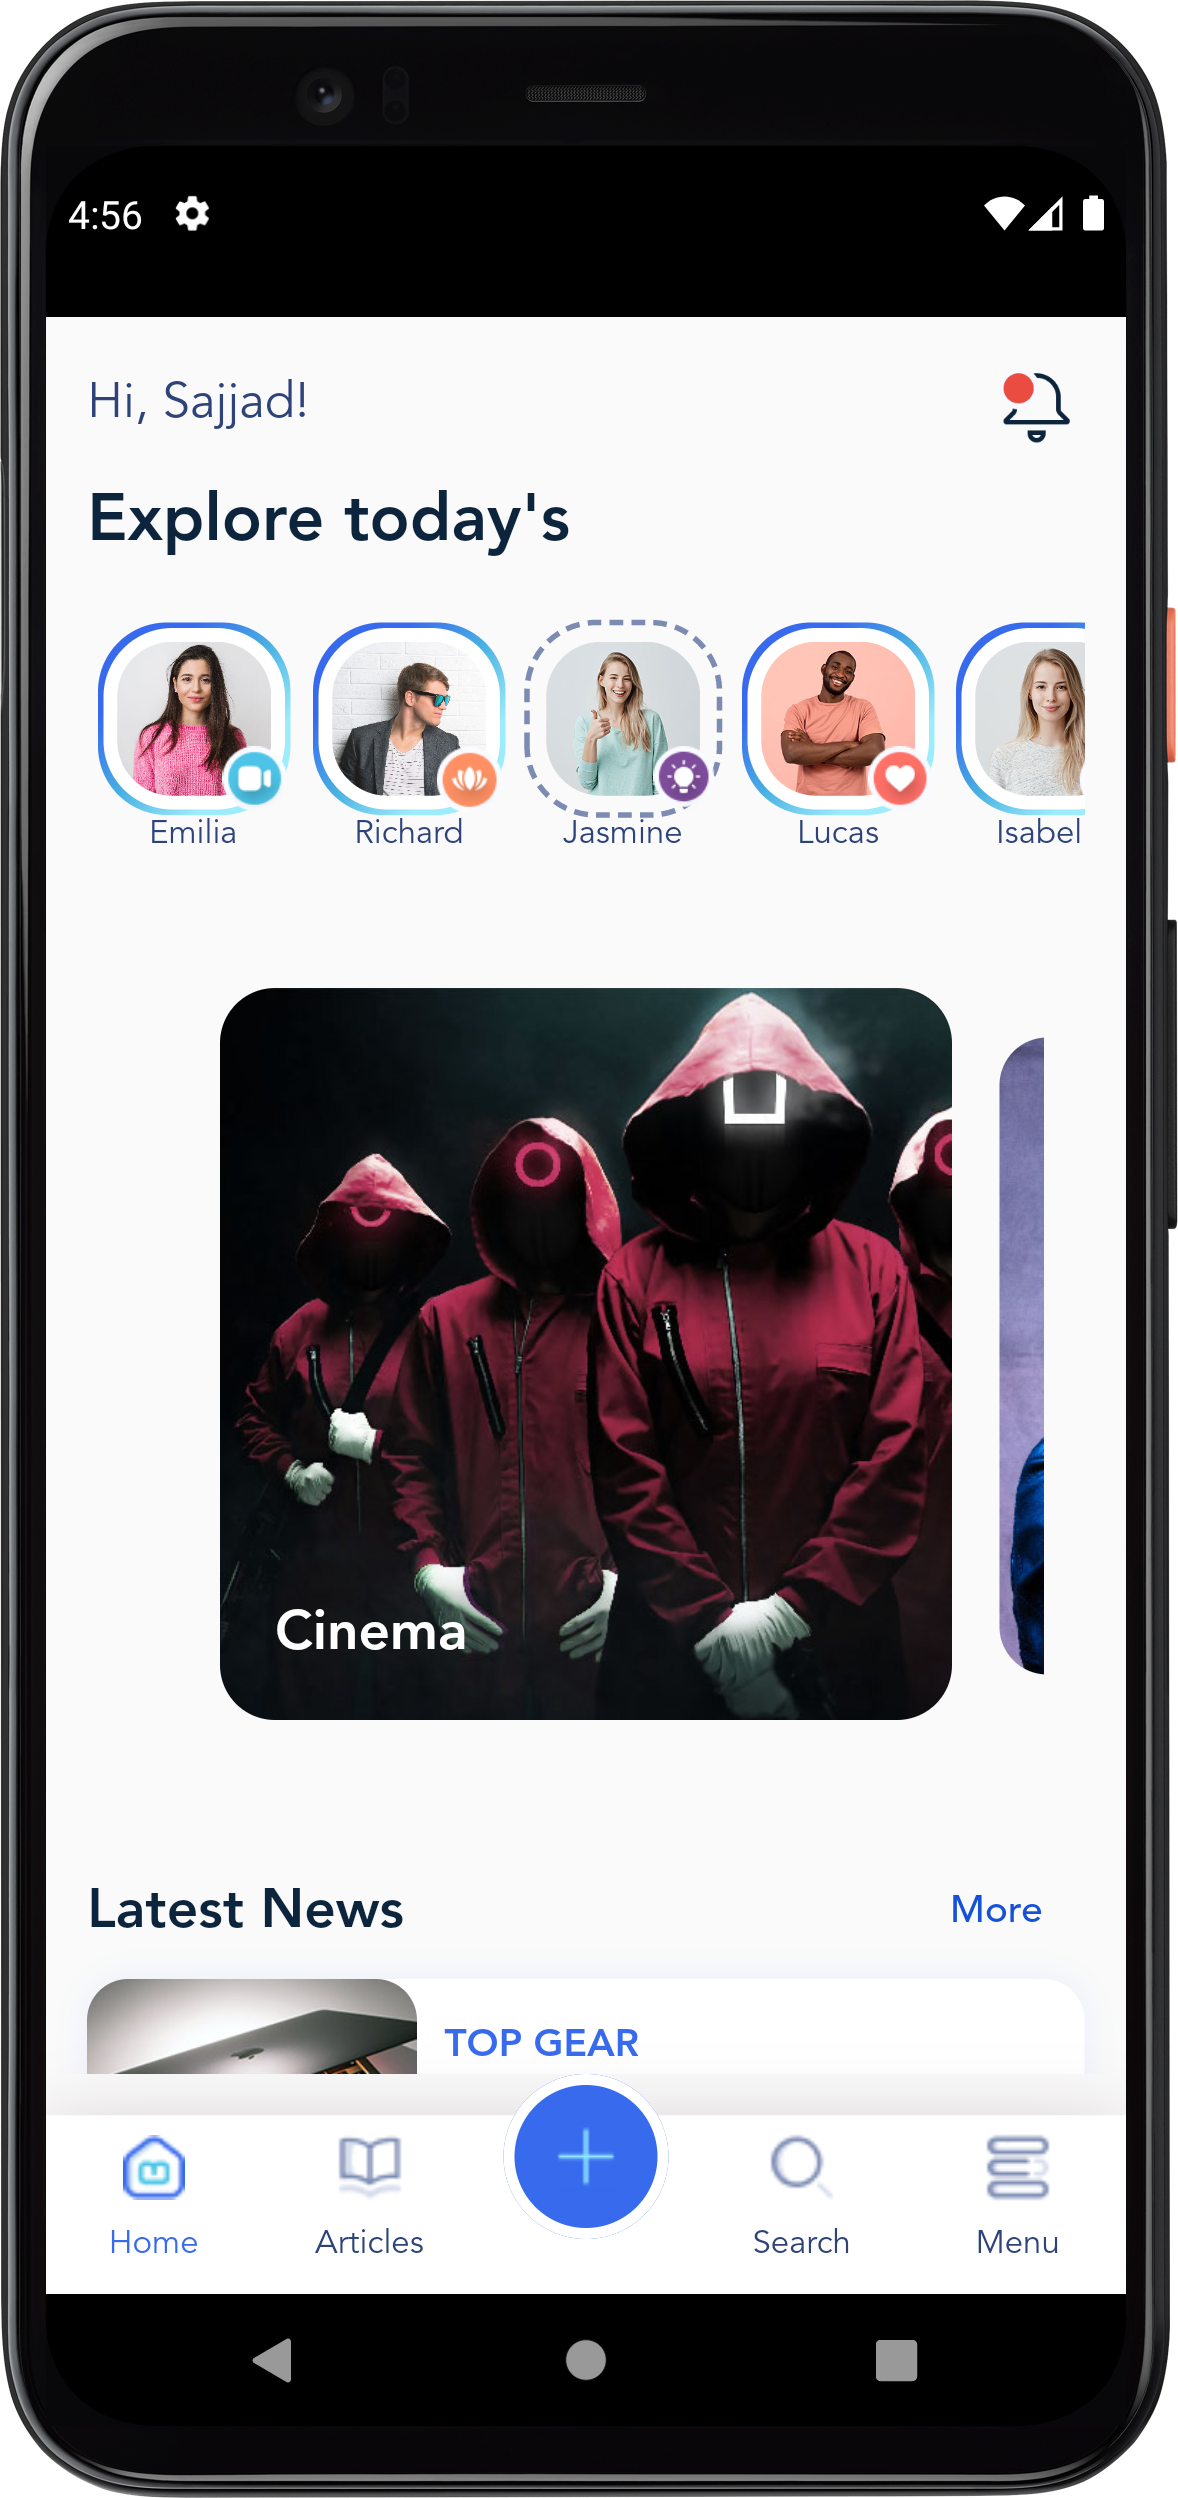 4:56
Hi, Sajjad!
Explore today's
Emilia Richard Jasmine Lucas Isabel
Cinema
Latest News More
TOP GEAR
Home Articles Search Menu